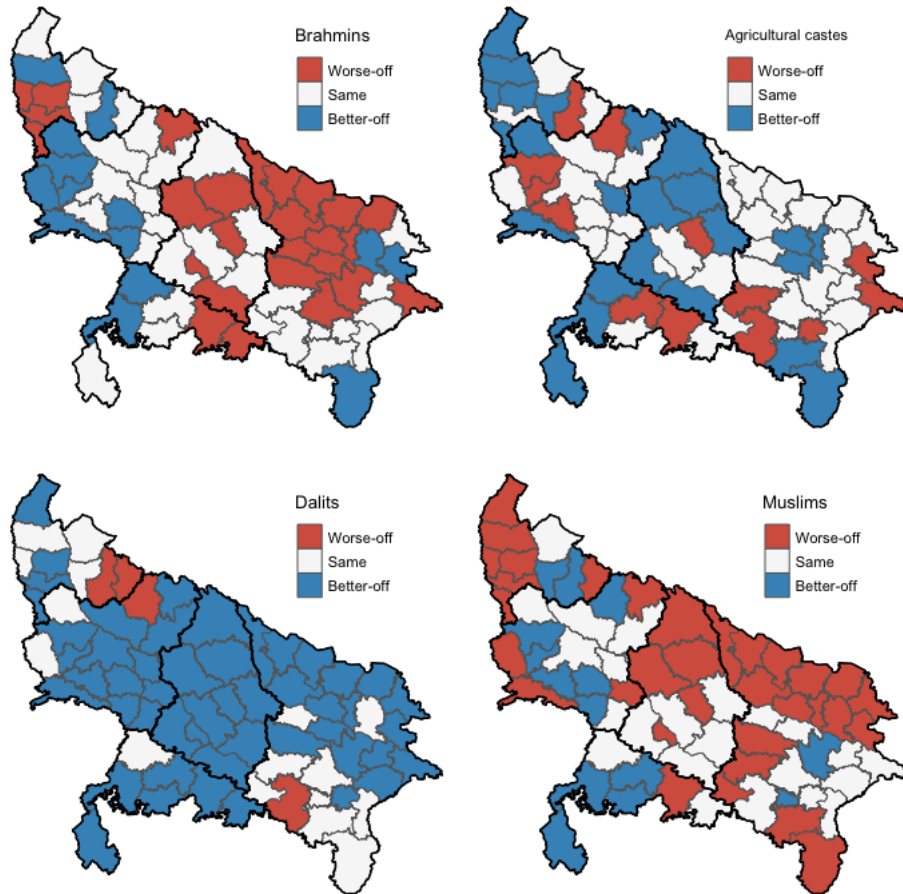 Brahmins
Worse-off
Same
Better-off
Agricultural castes
Worse-off
Same
Better-off
Dalits
Worse-off
Same
Better-off
Muslims
Worse-off
Same
Better-off